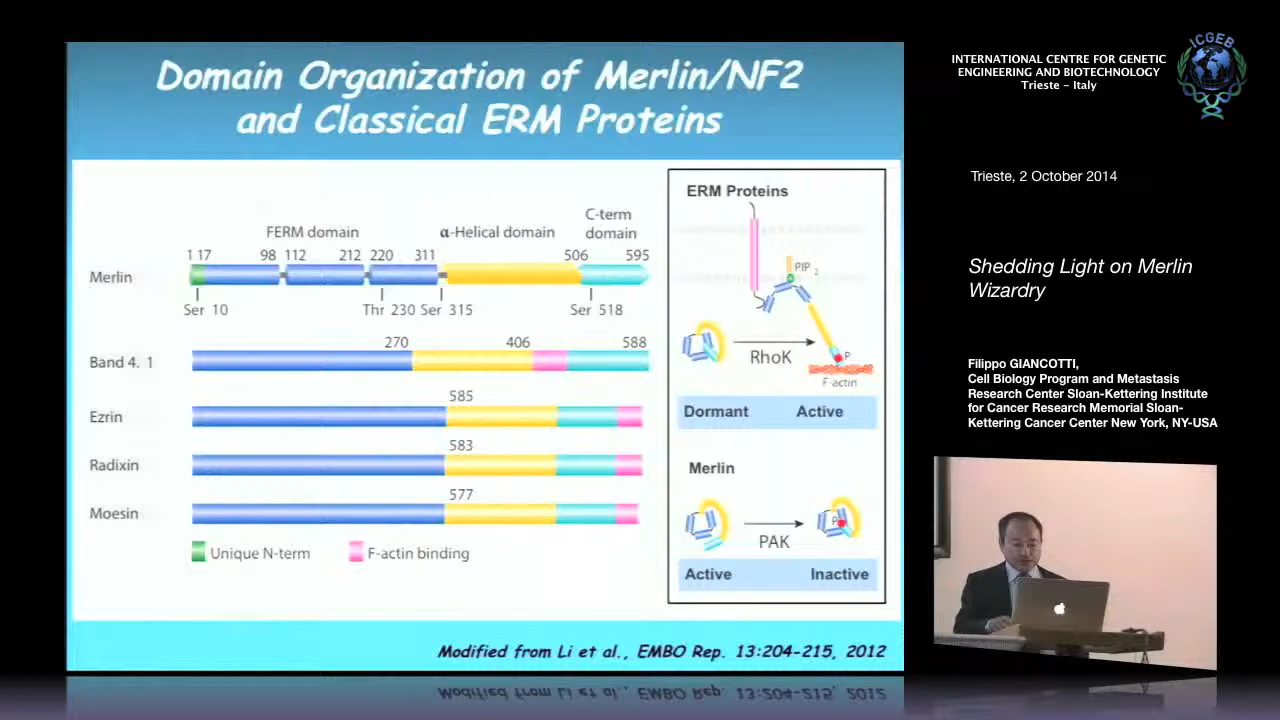 Domain Organization of Merlin/NF2
and Classical ERM Proteins
FERM domain
α-Helical domain
C-term
domain
1 17 98 112 212 220 311 506 595
Merlin
Ser 10 Thr 230 Ser 315 Ser 518
270 406 588
Band 4. 1
585
Ezrin
583
Radixin
577
Moesin
Unique N-term F-actin binding
ERM Proteins
PIP 2
RhoK
P
F-actin
Dormant Active
Merlin
P
PAK
Active Inactive
Modified from Li et al., EMBO Rep. 13:204-215, 2012
INTERNATIONAL CENTRE FOR GENETIC
ENGINEERING AND BIOTECHNOLOGY
Trieste - Italy
ICGEB
Trieste, 2 October 2014
Shedding Light on Merlin
Wizardry
Filippo GIANCOTTI,
Cell Biology Program and Metastasis
Research Center Sloan-Kettering Institute
for Cancer Research Memorial Sloan-
Kettering Cancer Center New York, NY-USA